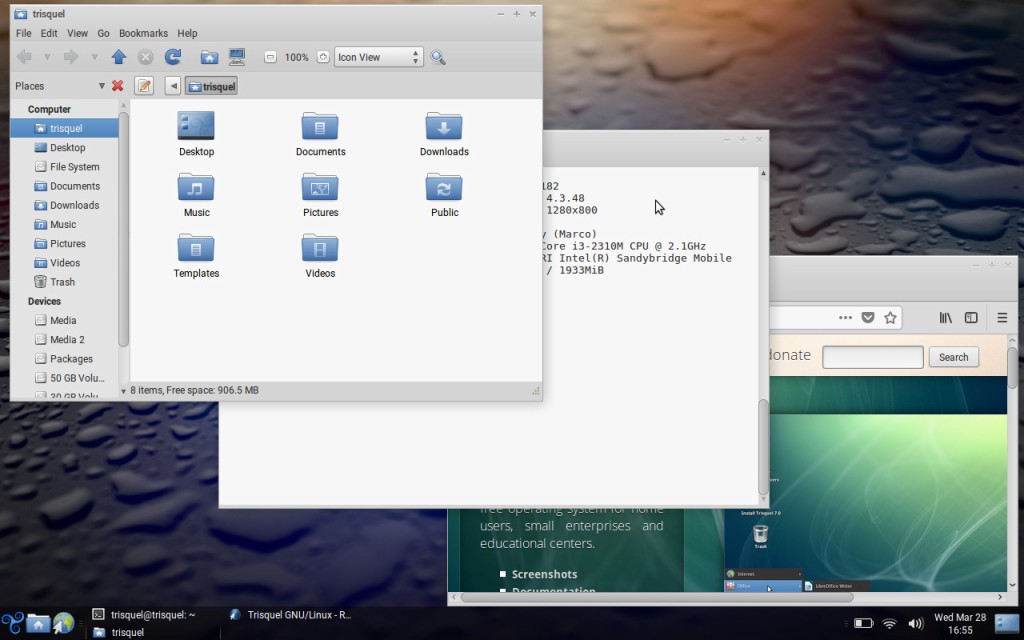 trisquel
File Edit View Go Bookmarks Help
100% Icon View
Places trisquel
Computer
trisquel
Desktop
File System
Documents
Downloads
Music
Pictures
Videos
Trash
Devices
Media
Media 2
Packages
50 GB Volu...
30 GB Volu...
Desktop Documents Downloads
Music Pictures Public
Templates Videos
8 items, Free space: 906.5 MB
182
4.3.48
1280x800
(Marco)
Core i3-2310M CPU @ 2.1GHz
RI Intel(R) Sandybridge Mobile
/ 1933MiB
donate Search
free operating system for home
users, small enterprises and
educational centers.
Screenshots
Documentation
Install Trisquel 7.0
Trash
Internet
Office LibreOffice Writer
trisquel@trisquel: ~ Trisquel GNU/Linux - R...
trisquel
Wed Mar 28
16:55